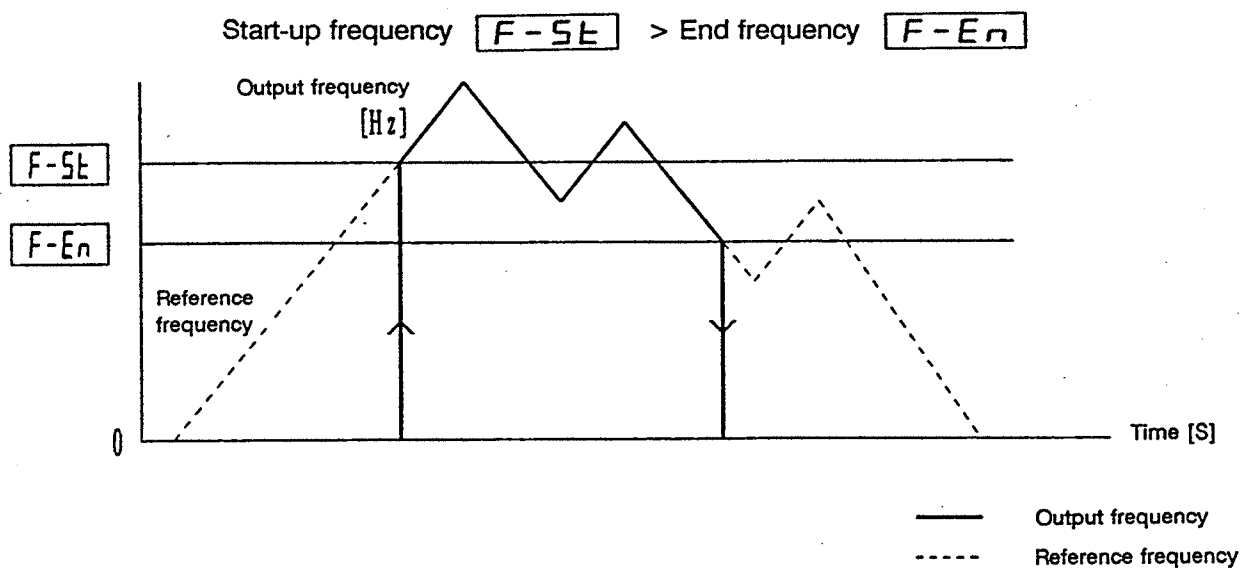 Start-up frequency F-St > End frequency F-En
Output frequency
[Hz]
F-St
F-En
Reference
frequency
0
Time [S]
Output frequency
Reference frequency